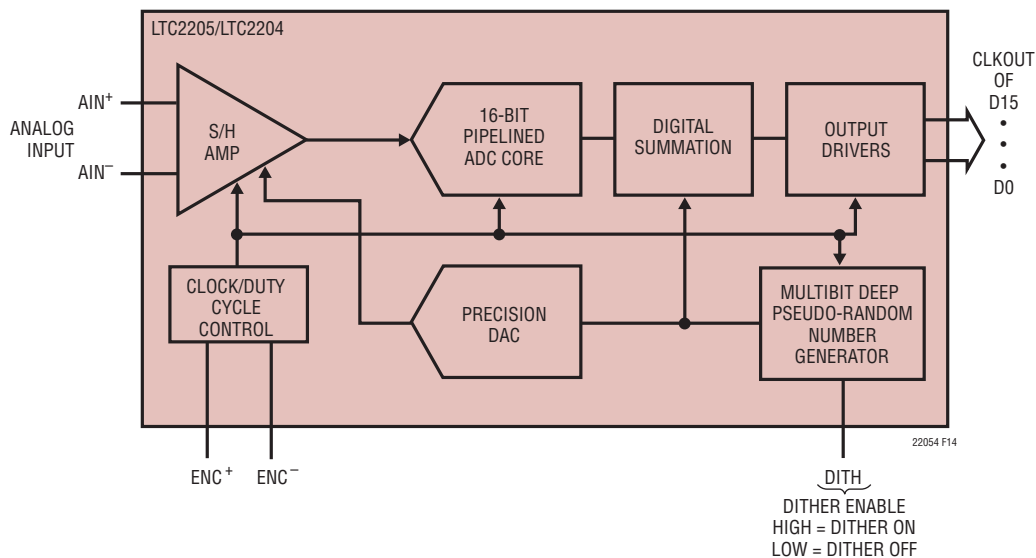 LTC2205/LTC2204
AIN+
ANALOG
INPUT
AIN−
S/H
AMP
16-BIT
PIPELINED
ADC CORE
DIGITAL
SUMMATION
OUTPUT
DRIVERS
CLKOUT
OF
D15
•
•
•
D0
CLOCK/DUTY
CYCLE
CONTROL
PRECISION
DAC
MULTIBIT DEEP
PSEUDO-RANDOM
NUMBER
GENERATOR
22054 F14
ENC+
ENC−
DITH
DITHER ENABLE
HIGH = DITHER ON
LOW = DITHER OFF